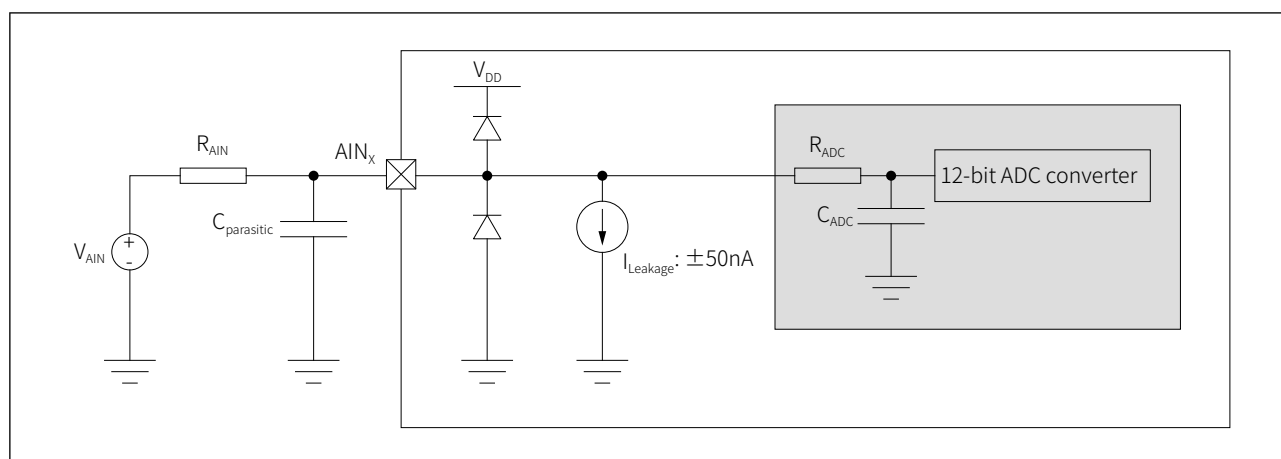 V_DD
R_AIN
AIN_X
R_ADC
12-bit ADC converter
C_parasitic
C_ADC
V_AIN
+
-
I_Leakage: ±50nA